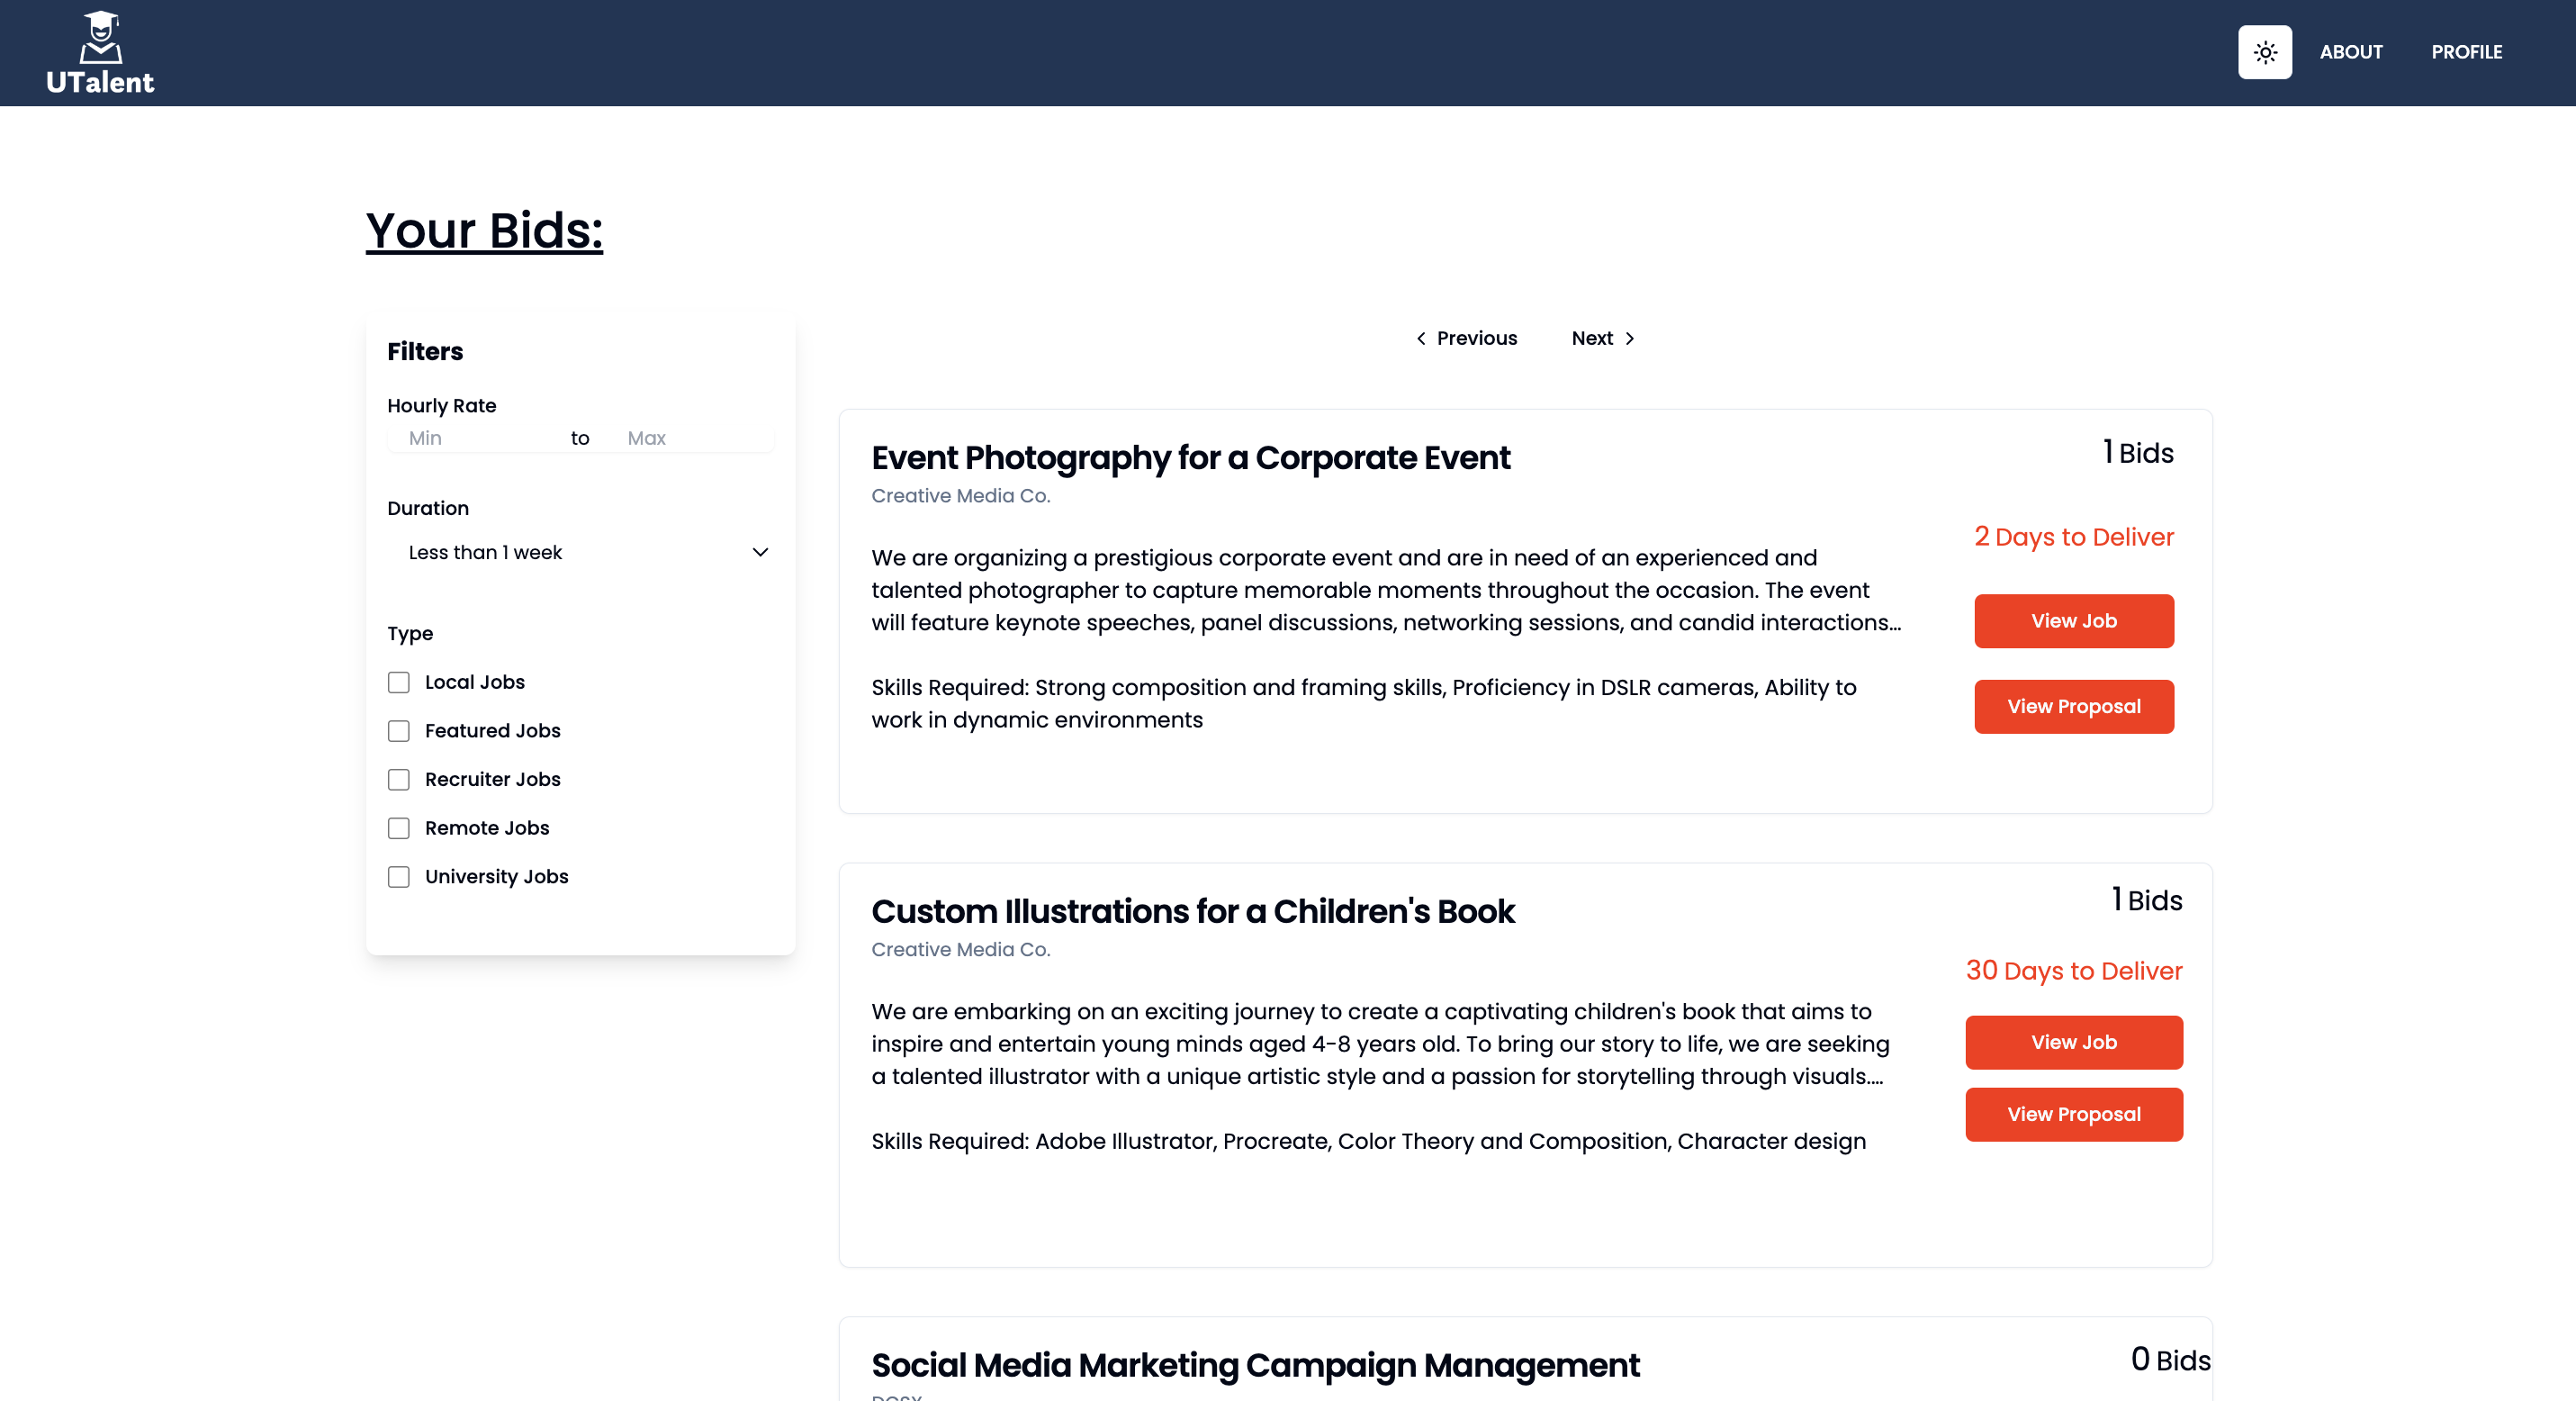 UTalent
ABOUT
PROFILE
Your Bids:
Filters
Hourly Rate
Min to Max
Duration
Less than 1 week
Type
Local Jobs
Featured Jobs
Recruiter Jobs
Remote Jobs
University Jobs
Previous
Next
Event Photography for a Corporate Event
Creative Media Co.
We are organizing a prestigious corporate event and are in need of an experienced and
talented photographer to capture memorable moments throughout the occasion. The event
will feature keynote speeches, panel discussions, networking sessions, and candid interactions...
Skills Required: Strong composition and framing skills, Proficiency in DSLR cameras, Ability to
work in dynamic environments
1 Bids
2 Days to Deliver
View Job
View Proposal
Custom Illustrations for a Children's Book
Creative Media Co.
We are embarking on an exciting journey to create a captivating children's book that aims to
inspire and entertain young minds aged 4-8 years old. To bring our story to life, we are seeking
a talented illustrator with a unique artistic style and a passion for storytelling through visuals....
Skills Required: Adobe Illustrator, Procreate, Color Theory and Composition, Character design
1 Bids
30 Days to Deliver
View Job
View Proposal
Social Media Marketing Campaign Management
0 Bids